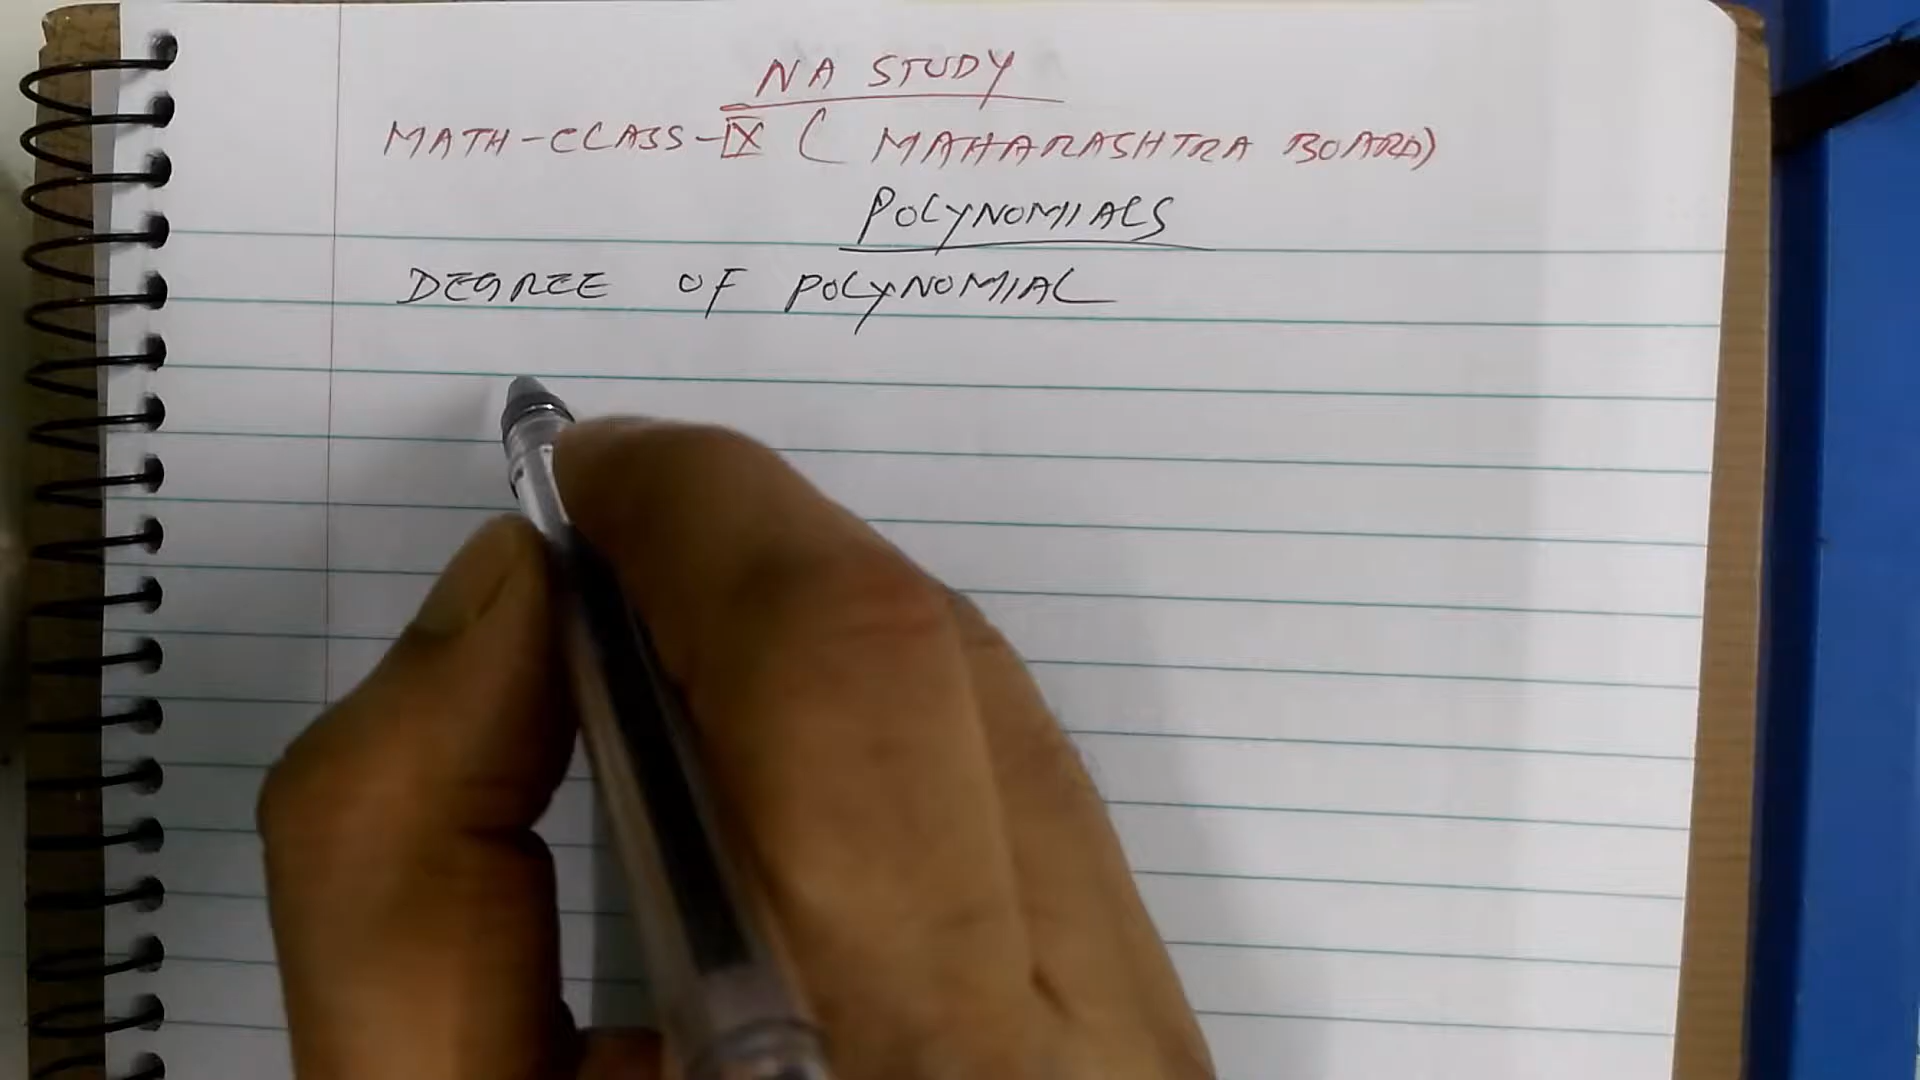 NA STUDY
MATH-CLASS-IX ( MAHARASHTRA BOARD)
POLYNOMIALS
DEGREE OF POLYNOMIAL